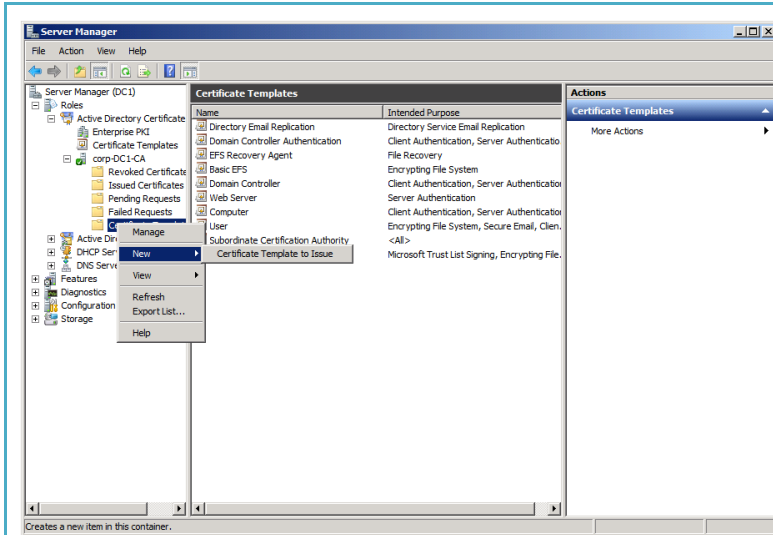 Server Manager
File Action View Help
Server Manager (DC1)
Roles
Active Directory Certificate
Enterprise PKI
Certificate Templates
corp-DC1-CA
Revoked Certificate
Issued Certificates
Pending Requests
Failed Requests
Active Dir
DHCP Ser
DNS Serve
Features
Diagnostics
Configuration
Storage
Manage
New
View
Refresh
Export List...
Help
Certificate Template to Issue
Certificate Templates
Name Intended Purpose
Directory Email Replication Directory Service Email Replication
Domain Controller Authentication Client Authentication, Server Authenticatio
EFS Recovery Agent File Recovery
Basic EFS Encrypting File System
Domain Controller Client Authentication, Server Authentication
Web Server Server Authentication
Computer Client Authentication, Server Authentication
User Encrypting File System, Secure Email, Clien.
Subordinate Certification Authority <All>
Microsoft Trust List Signing, Encrypting File.
Actions
Certificate Templates
More Actions
Creates a new item in this container.